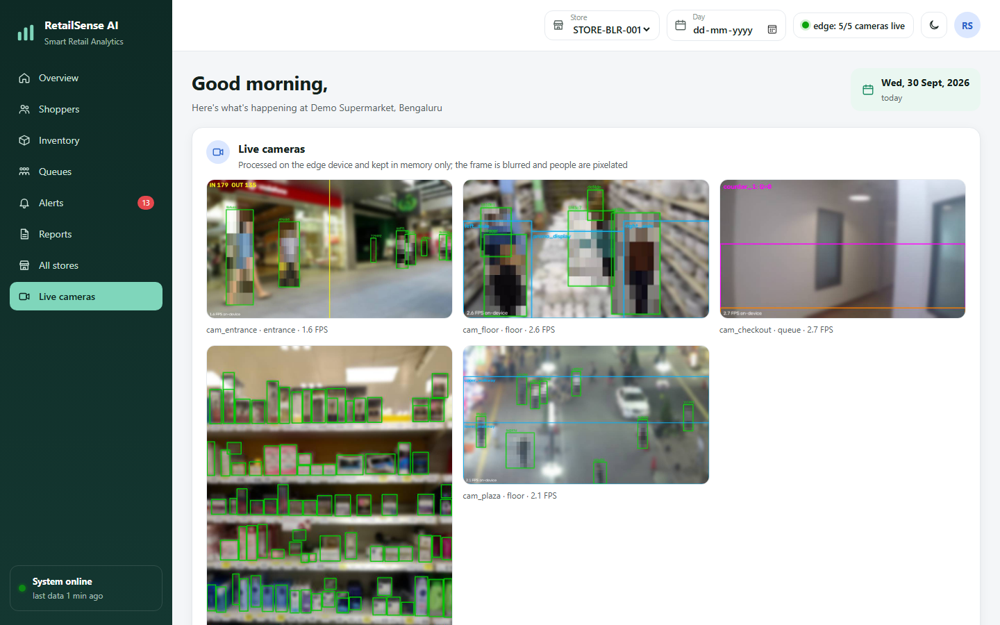 RetailSense AI
Smart Retail Analytics
Overview
Shoppers
Inventory
Queues
Alerts
13
Reports
All stores
Live cameras
System online
last data 1 min ago
Store
STORE-BLR-001
Day
dd-mm-yyyy
edge: 5/5 cameras live
RS
Good morning,
Here's what's happening at Demo Supermarket, Bengaluru
Wed, 30 Sept, 2026
today
Live cameras
Processed on the edge device and kept in memory only; the frame is blurred and people are pixelated
IN 179 OUT 135
1.6 FPS on-device
cam_entrance · entrance · 1.6 FPS
2.6 FPS on-device
cam_floor · floor · 2.6 FPS
2.7 FPS on-device
cam_checkout · queue · 2.7 FPS
2.1 FPS on-device
cam_plaza · floor · 2.1 FPS